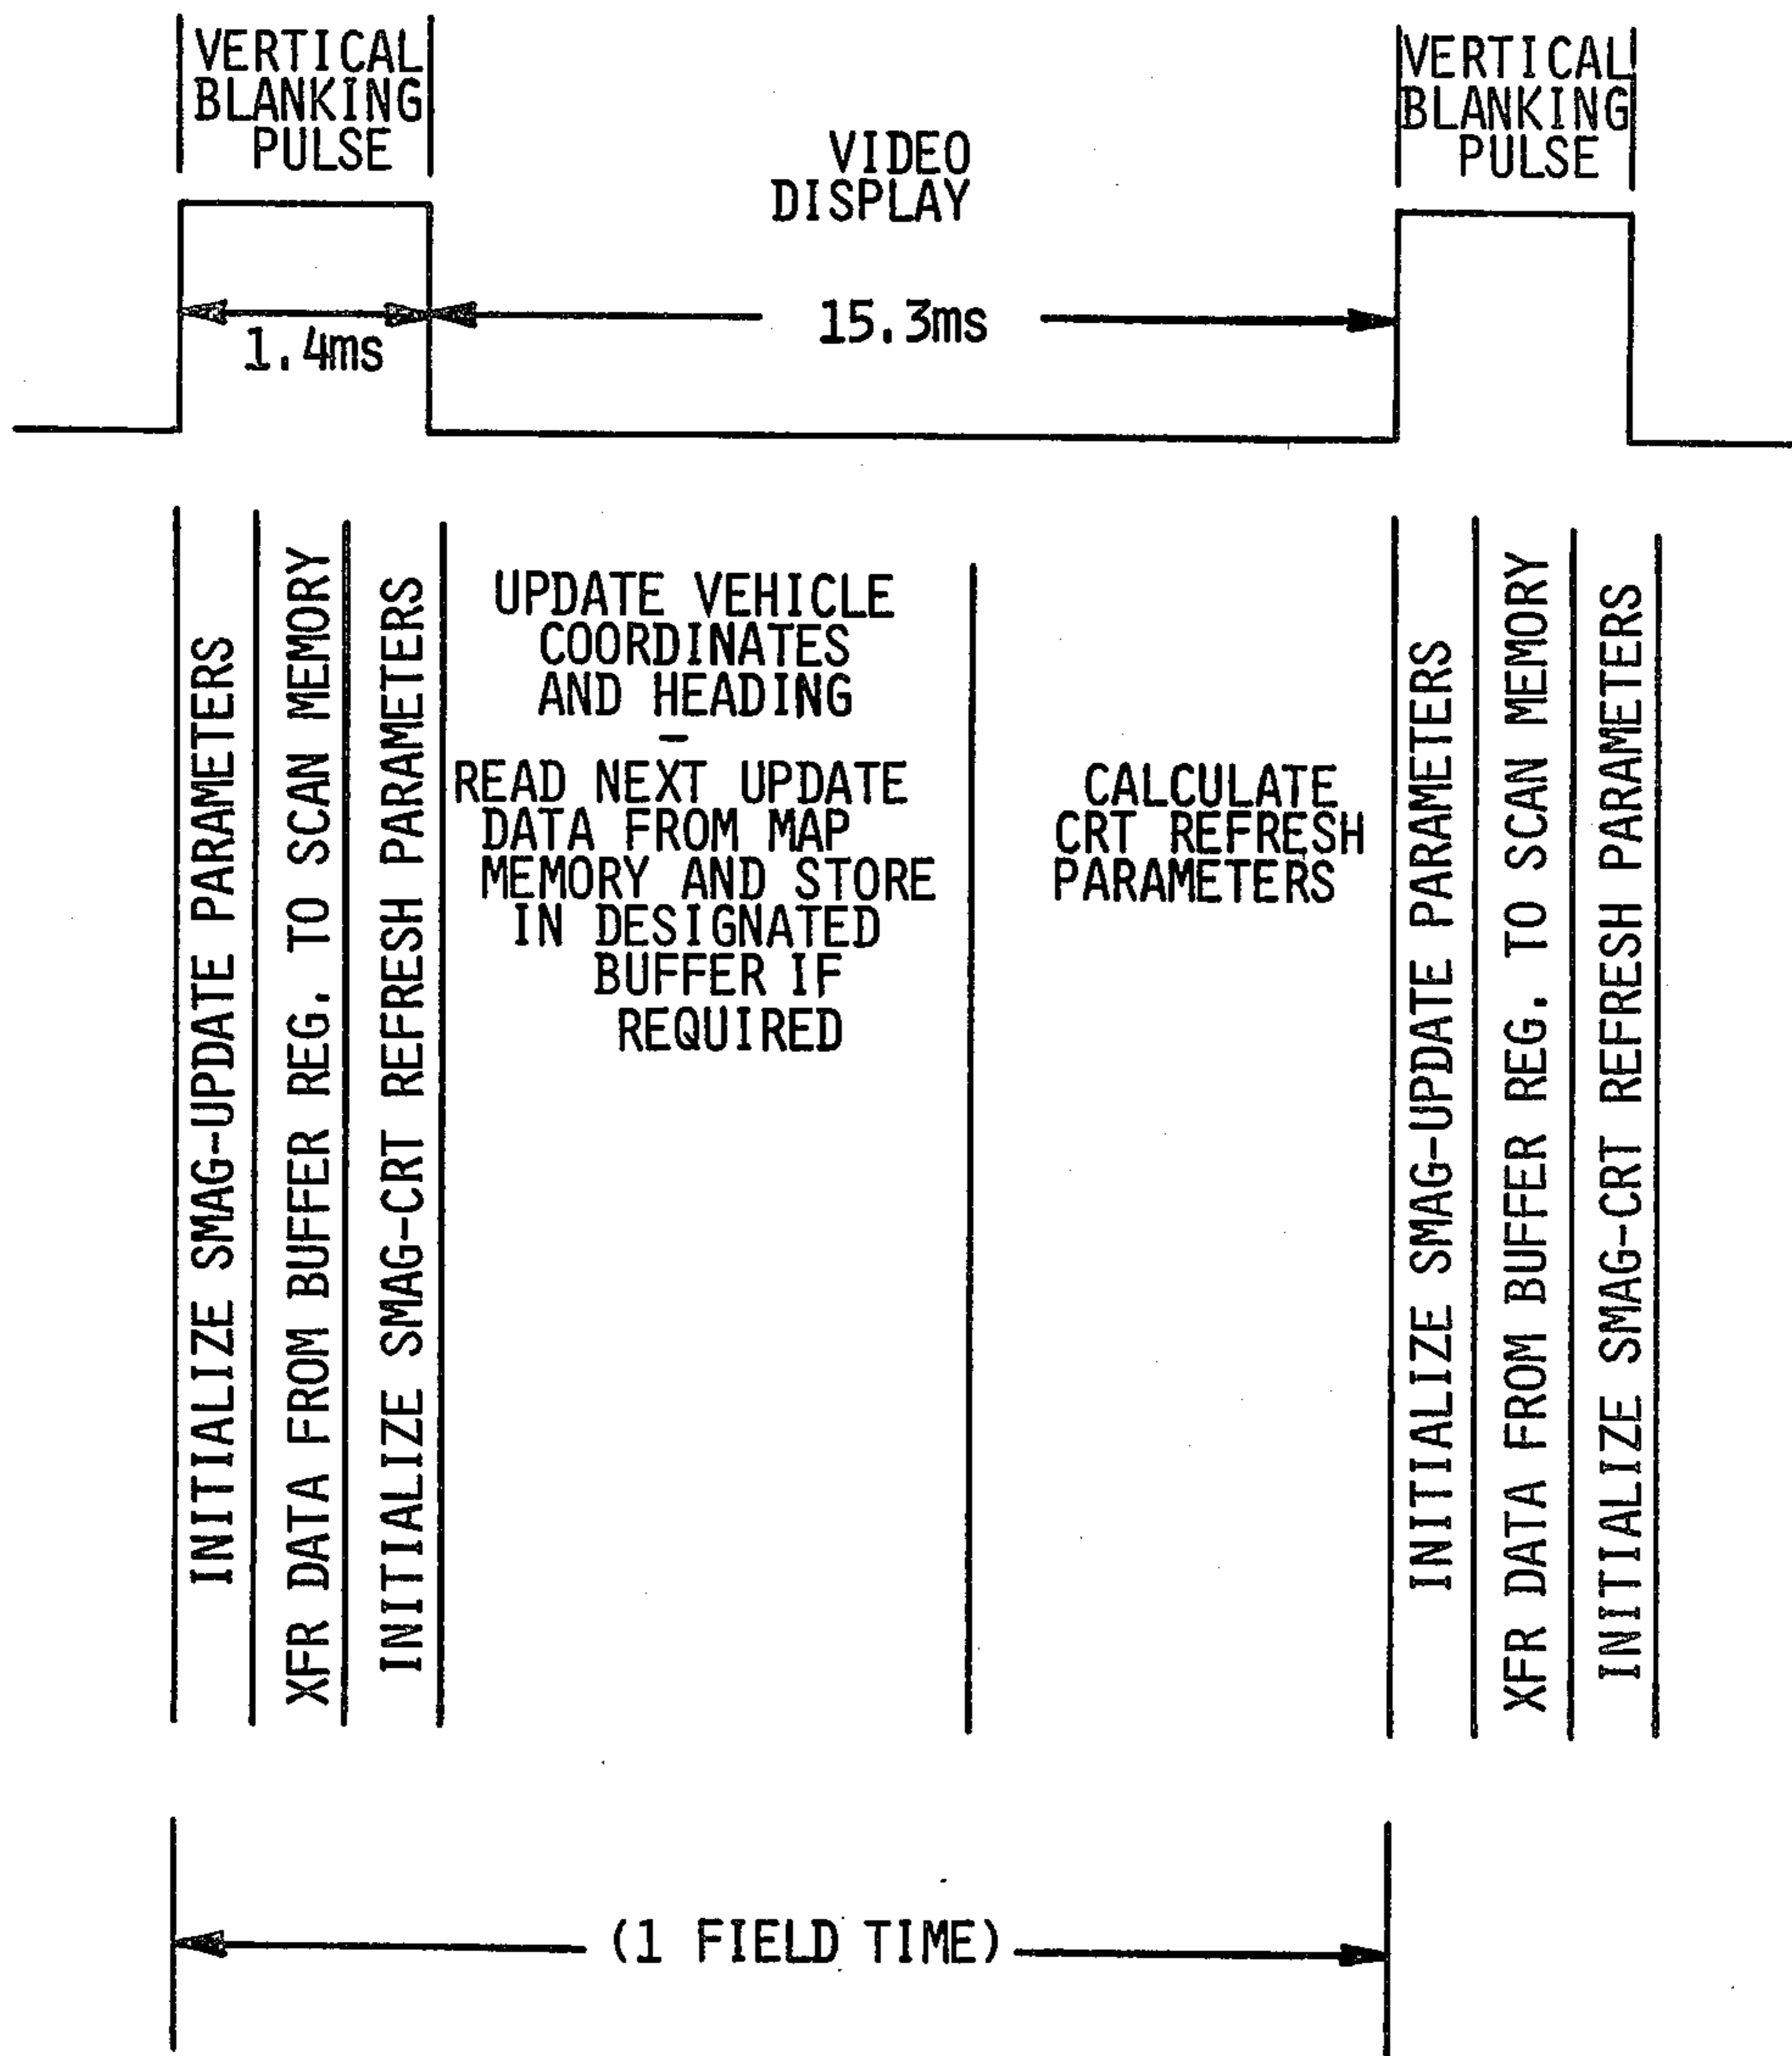 VERTICAL
BLANKING
PULSE
VIDEO
DISPLAY
VERTICAL
BLANKING
PULSE
1.4ms
15.3ms
INITIALIZE SMAG-UPDATE PARAMETERS
XFR DATA FROM BUFFER REG. TO SCAN MEMORY
INITIALIZE SMAG-CRT REFRESH PARAMETERS
UPDATE VEHICLE
COORDINATES
AND HEADING
-
READ NEXT UPDATE
DATA FROM MAP
MEMORY AND STORE
IN DESIGNATED
BUFFER IF
REQUIRED
CALCULATE
CRT REFRESH
PARAMETERS
INITIALIZE SMAG-UPDATE PARAMETERS
XFR DATA FROM BUFFER REG. TO SCAN MEMORY
INITIALIZE SMAG-CRT REFRESH PARAMETERS
(1 FIELD TIME)